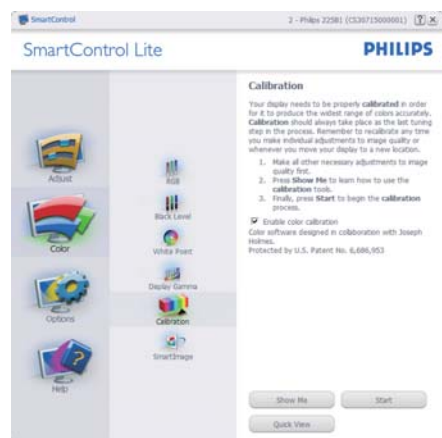 SmartControl
2 - Philips 225B1 (CS30715000001)
SmartControl Lite
PHILIPS
Adjust
Color
Options
Help
RGB
Black Level
White Point
Display Gamma
Calibration
SmartImage
Calibration
Your display needs to be properly calibrated in order
for it to produce the widest range of colors accurately.
Calibration should always take place as the last tuning
step in the process. Remember to recalibrate any time
you make individual adjustments to image quality or
whenever you move your display to a new location.
1. Make all other necessary adjustments to image
quality first.
2. Press Show Me to learn how to use the
calibration tools.
3. Finally, press Start to begin the calibration
process.
Enable color calibration
Color software designed in collaboration with Joseph
Holmes.
Protected by U.S. Patent No. 6,686,953
Show Me
Start
Quick View